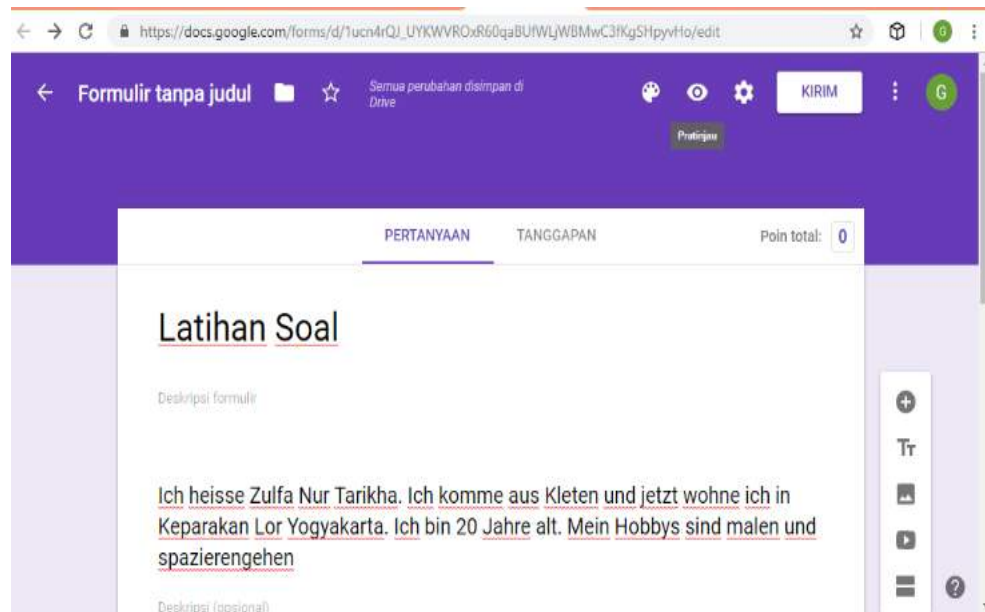 https://docs.google.com/forms/d/1ucn4rQJ_UYKWVROxR60qaBUfWLjWBMwC3fKgSHpyvHo/edit
G
Formulir tanpa judul
Semua perubahan disimpan di
Drive
KIRIM
G
Pratinjau
PERTANYAAN TANGGAPAN Poin total: 0
Latihan Soal
Deskripsi formulir
Tт
Ich heisse Zulfa Nur Tarikha. Ich komme aus Kleten und jetzt wohne ich in
Keparakan Lor Yogyakarta. Ich bin 20 Jahre alt. Mein Hobbys sind malen und
spazierengehen
Deskripsi (opsional)